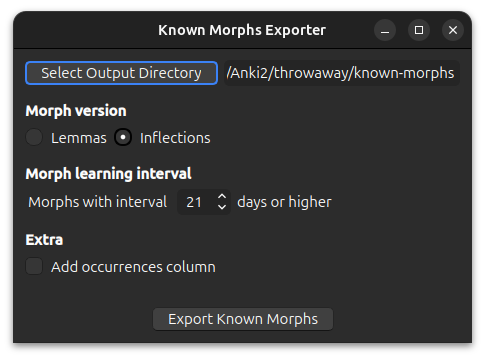 Known Morphs Exporter
Select Output Directory /Anki2/throwaway/known-morphs
Morph version
Lemmas Inflections
Morph learning interval
Morphs with interval 21 days or higher
Extra
Add occurrences column
Export Known Morphs